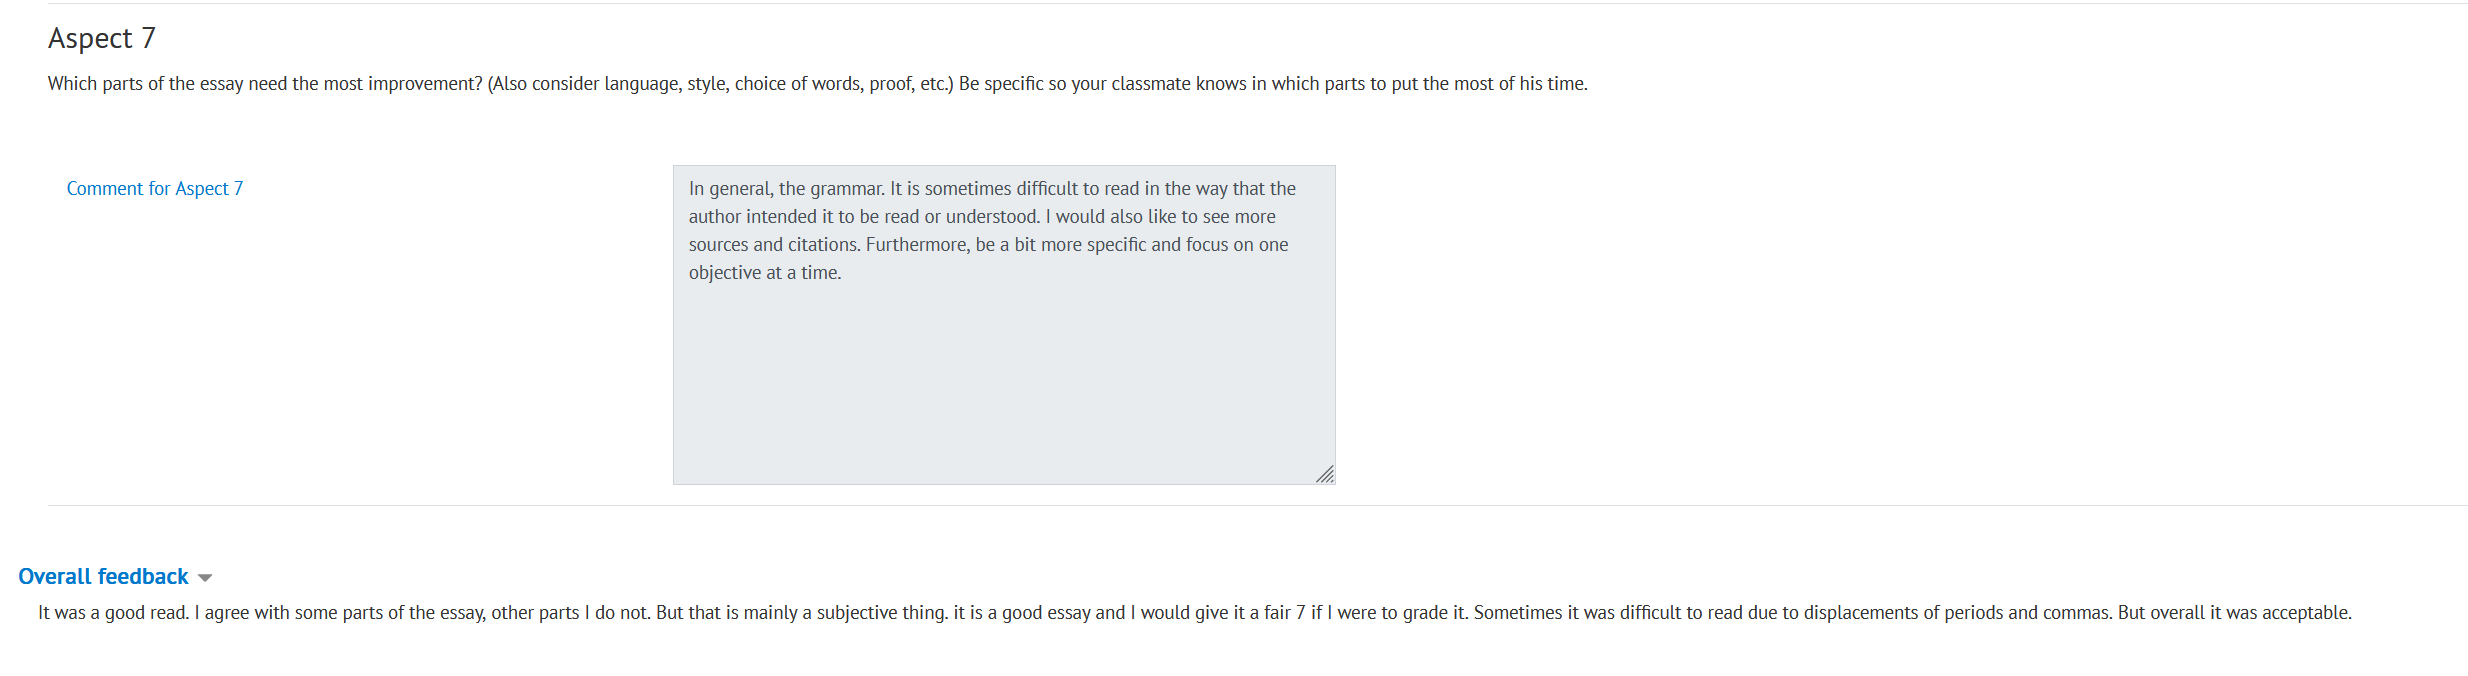 Aspect 7
Which parts of the essay need the most improvement? (Also consider language, style, choice of words, proof, etc.) Be specific so your classmate knows in which parts to put the most of his time.
Comment for Aspect 7
In general, the grammar. It is sometimes difficult to read in the way that the
author intended it to be read or understood. I would also like to see more
sources and citations. Furthermore, be a bit more specific and focus on one
objective at a time.
Overall feedback
It was a good read. I agree with some parts of the essay, other parts I do not. But that is mainly a subjective thing. it is a good essay and I would give it a fair 7 if I were to grade it. Sometimes it was difficult to read due to displacements of periods and commas. But overall it was acceptable.